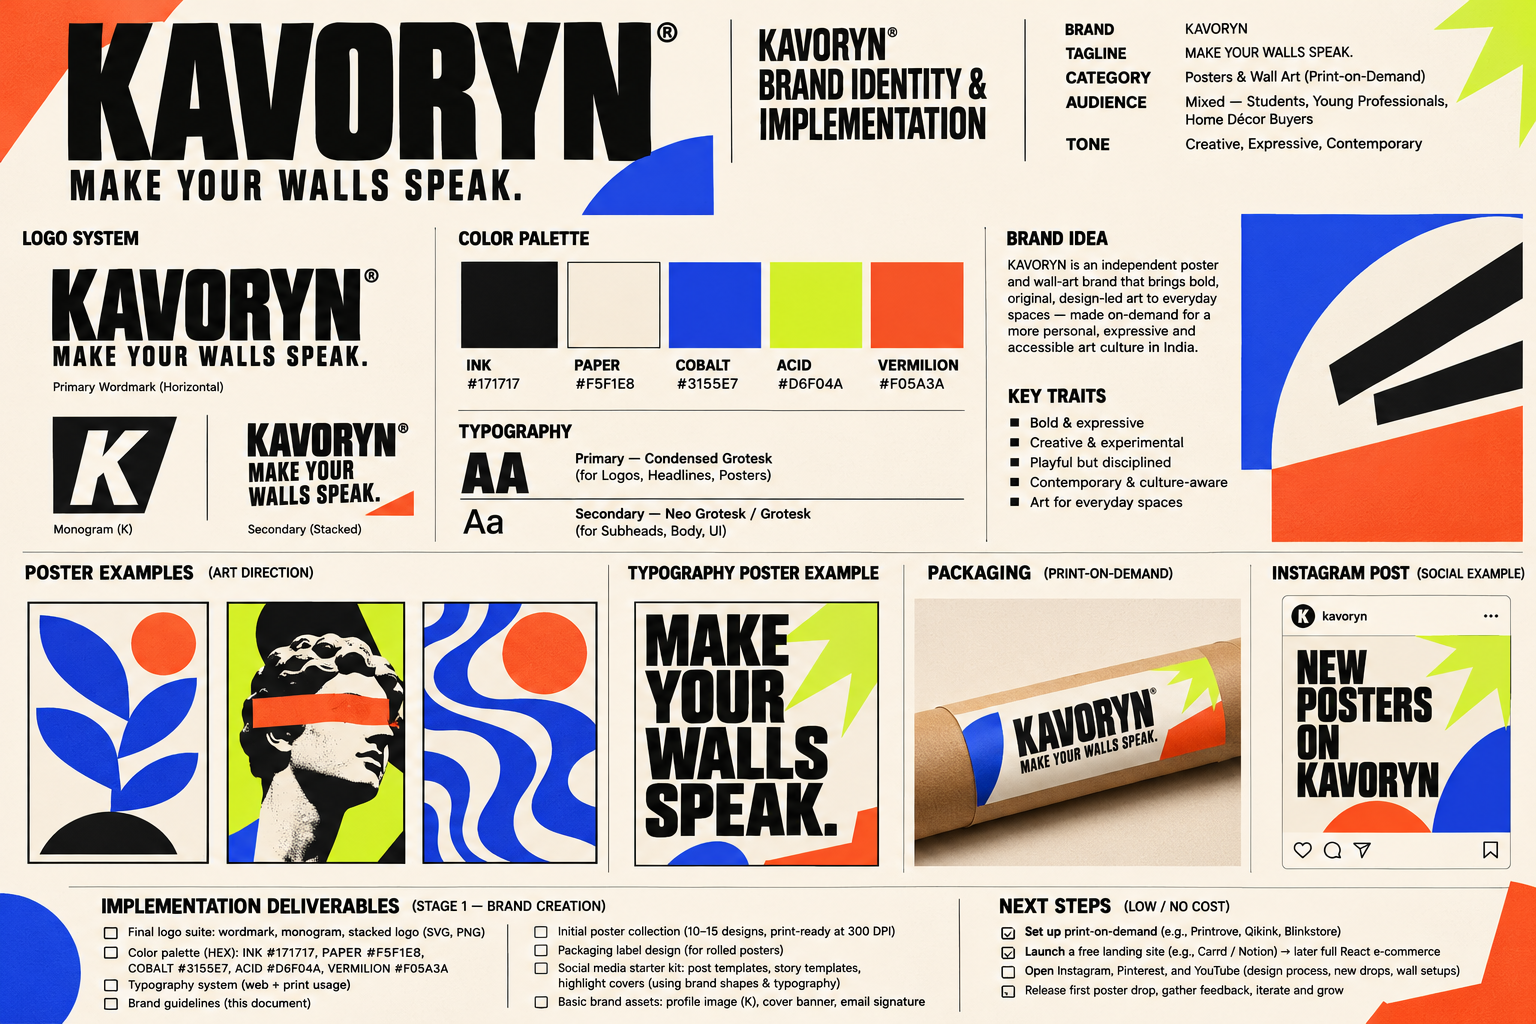 KAVORYN®
MAKE YOUR WALLS SPEAK.
KAVORYN®
BRAND IDENTITY &
IMPLEMENTATION
BRAND KAVORYN
TAGLINE MAKE YOUR WALLS SPEAK.
CATEGORY Posters & Wall Art (Print-on-Demand)
AUDIENCE Mixed — Students, Young Professionals,
Home Décor Buyers
TONE Creative, Expressive, Contemporary
LOGO SYSTEM
KAVORYN®
MAKE YOUR WALLS SPEAK.
Primary Wordmark (Horizontal)
K
Monogram (K)
KAVORYN®
MAKE YOUR
WALLS SPEAK.
Secondary (Stacked)
COLOR PALETTE
INK
#171717
PAPER
#F5F1E8
COBALT
#3155E7
ACID
#D6F04A
VERMILION
#F05A3A
TYPOGRAPHY
AA
Primary — Condensed Grotesk
(for Logos, Headlines, Posters)
Aa
Secondary — Neo Grotesk / Grotesk
(for Subheads, Body, UI)
BRAND IDEA
KAVORYN is an independent poster
and wall-art brand that brings bold,
original, design-led art to everyday
spaces — made on-demand for a
more personal, expressive and
accessible art culture in India.
KEY TRAITS
Bold & expressive
Creative & experimental
Playful but disciplined
Contemporary & culture-aware
Art for everyday spaces
POSTER EXAMPLES (ART DIRECTION)
TYPOGRAPHY POSTER EXAMPLE
MAKE
YOUR
WALLS
SPEAK.
PACKAGING (PRINT-ON-DEMAND)
KAVORYN®
MAKE YOUR WALLS SPEAK.
INSTAGRAM POST (SOCIAL EXAMPLE)
K kavoryn
NEW
POSTERS
ON
KAVORYN
IMPLEMENTATION DELIVERABLES (STAGE 1 — BRAND CREATION)
Final logo suite: wordmark, monogram, stacked logo (SVG, PNG)
Color palette (HEX): INK #171717, PAPER #F5F1E8,
COBALT #3155E7, ACID #D6F04A, VERMILION #F05A3A
Typography system (web + print usage)
Brand guidelines (this document)
Initial poster collection (10–15 designs, print-ready at 300 DPI)
Packaging label design (for rolled posters)
Social media starter kit: post templates, story templates,
highlight covers (using brand shapes & typography)
Basic brand assets: profile image (K), cover banner, email signature
NEXT STEPS (LOW / NO COST)
Set up print-on-demand (e.g., Printrove, Qikink, Blinkstore)
Launch a free landing site (e.g., Carrd / Notion) → later full React e-commerce
Open Instagram, Pinterest, and YouTube (design process, new drops, wall setups)
Release first poster drop, gather feedback, iterate and grow